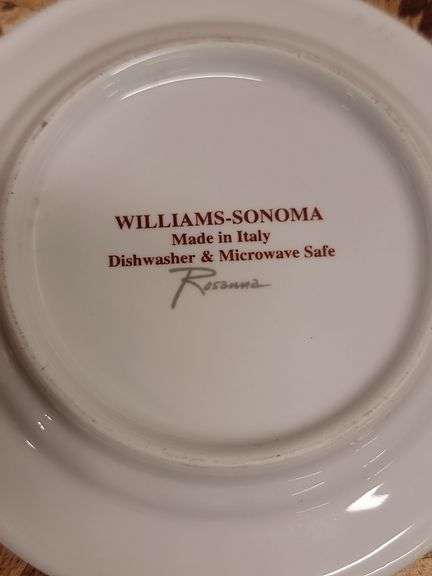 WILLIAMS-SONOMA
Made in Italy
Dishwasher & Microwave Safe
Rosanna